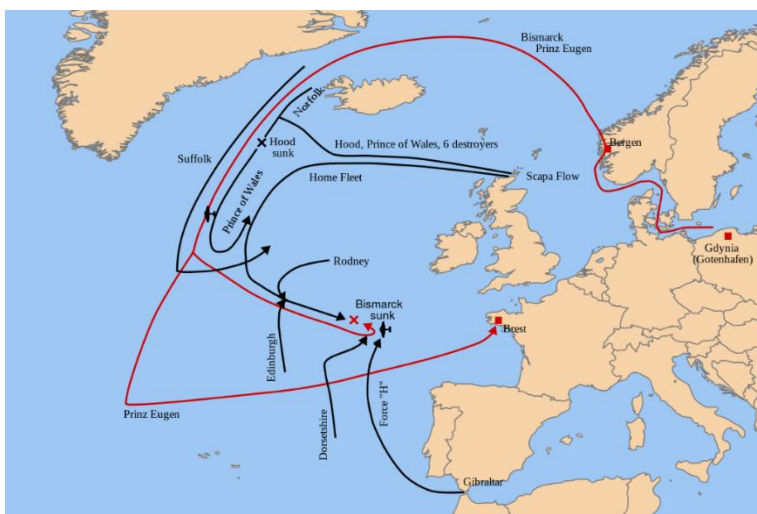 Bismarck
Prinz Eugen
Norfolk
Bergen
Hood
sunk
Hood, Prince of Wales, 6 destroyers
Suffolk
Home Fleet
Scapa Flow
Prince of Wales
Gdynia
(Gotenhafen)
Rodney
Bismarck
sunk
Brest
Edinburgh
Prinz Eugen
Dorsetshire
Force "H"
Gibraltar